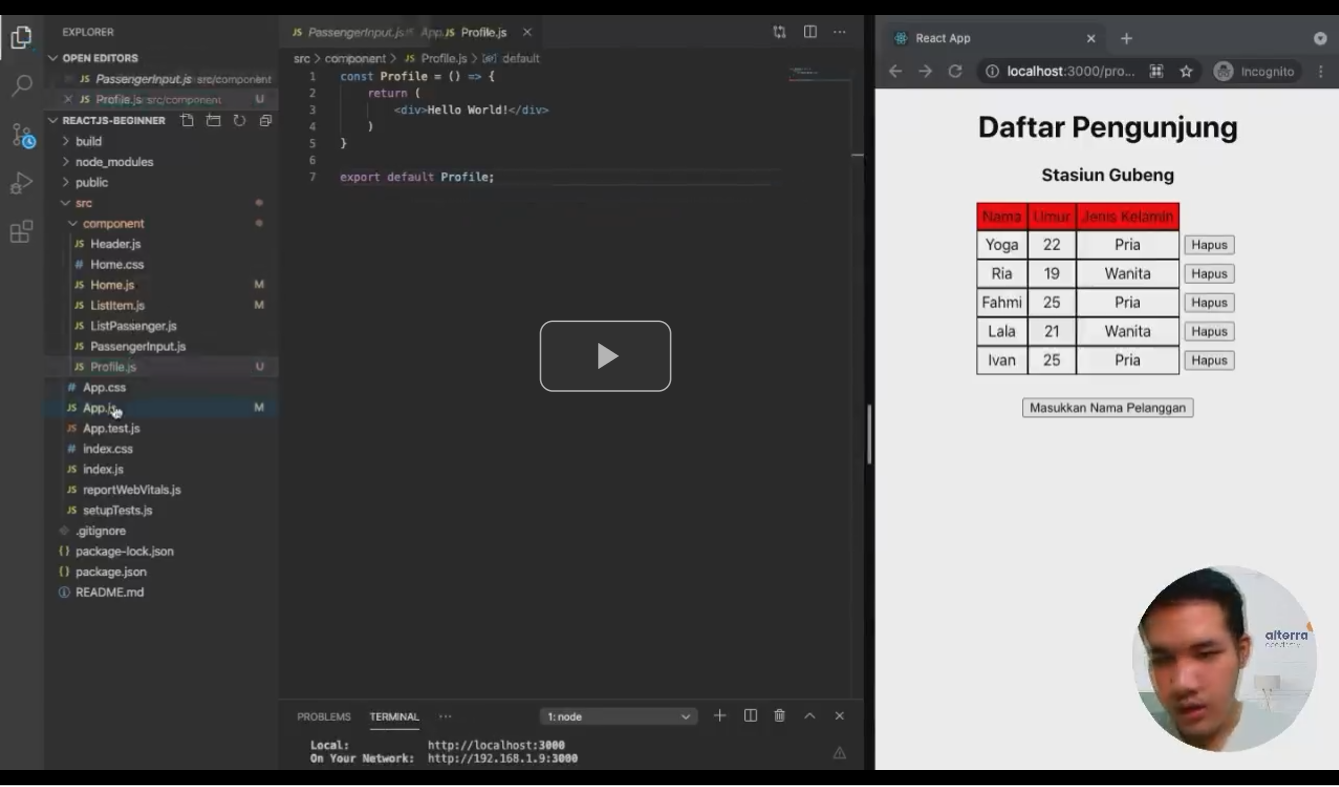 EXPLORER
OPEN EDITORS
JS PassengerInput.js src/component
JS Profile.js src/component U
REACTJS-BEGINNER
build
node_modules
public
src
component
JS Header.js
# Home.css
JS Home.js M
JS ListItem.js M
JS ListPassenger.js
JS PassengerInput.js
JS Profile.js U
# App.css
JS App.js M
JS App.test.js
# index.css
JS index.js
JS reportWebVitals.js
JS setupTests.js
.gitignore
{} package-lock.json
{} package.json
README.md
JS PassengerInput.js App.js JS Profile.js
src > component > JS Profile.js > default
1 const Profile = () => {
2 return (
3 <div>Hello World!</div>
4 )
5 }
6
7 export default Profile;
PROBLEMS TERMINAL ...
1: node
Local: http://localhost:3000
On Your Network: http://192.168.1.9:3000
React App
localhost:3000/pro... Incognito
Daftar Pengunjung
Stasiun Gubeng
Nama Umur Jenis Kelamin
Yoga 22 Pria Hapus
Ria 19 Wanita Hapus
Fahmi 25 Pria Hapus
Lala 21 Wanita Hapus
Ivan 25 Pria Hapus
Masukkan Nama Pelanggan
alterra
academy